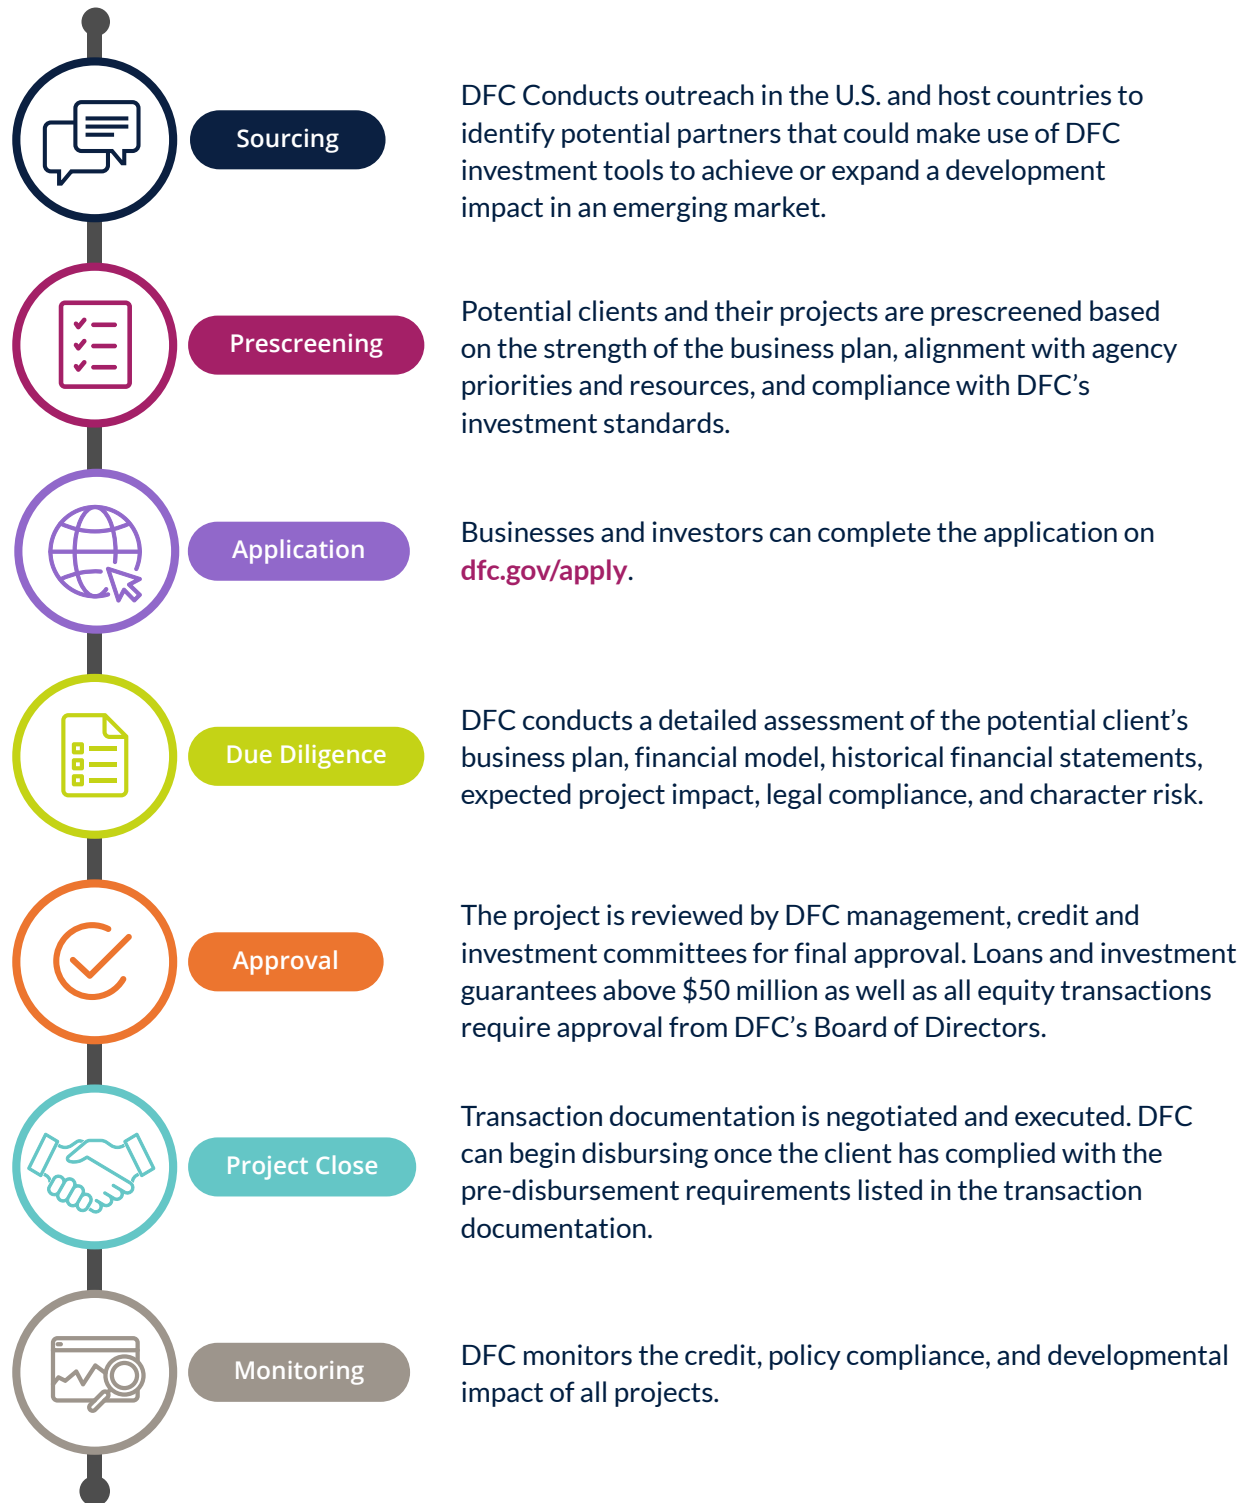 Sourcing
DFC Conducts outreach in the U.S. and host countries to
identify potential partners that could make use of DFC
investment tools to achieve or expand a development
impact in an emerging market.
Prescreening
Potential clients and their projects are prescreened based
on the strength of the business plan, alignment with agency
priorities and resources, and compliance with DFC’s
investment standards.
Application
Businesses and investors can complete the application on
dfc.gov/apply.
Due Diligence
DFC conducts a detailed assessment of the potential client’s
business plan, financial model, historical financial statements,
expected project impact, legal compliance, and character risk.
Approval
The project is reviewed by DFC management, credit and
investment committees for final approval. Loans and investment
guarantees above $50 million as well as all equity transactions
require approval from DFC’s Board of Directors.
Project Close
Transaction documentation is negotiated and executed. DFC
can begin disbursing once the client has complied with the
pre-disbursement requirements listed in the transaction
documentation.
Monitoring
DFC monitors the credit, policy compliance, and developmental
impact of all projects.